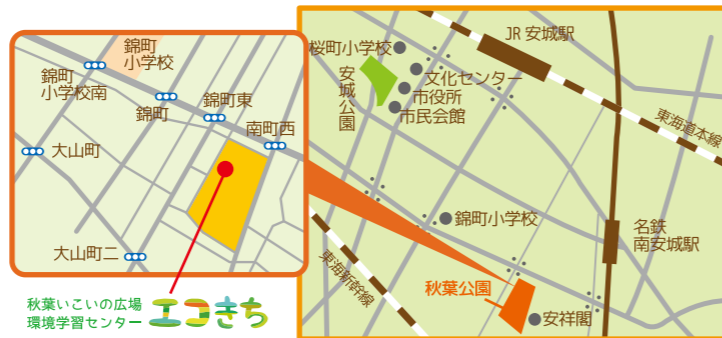 錦町
小学校
錦町
小学校南
錦町
錦町東
南町西
大山町
大山町二
秋葉いこいの広場
環境学習センター
エコきち
JR 安城駅
桜町小学校
安城公園
文化センター
市役所
市民会館
東海道本線
錦町小学校
名鉄
南安城駅
東海新幹線
秋葉公園
安祥閣